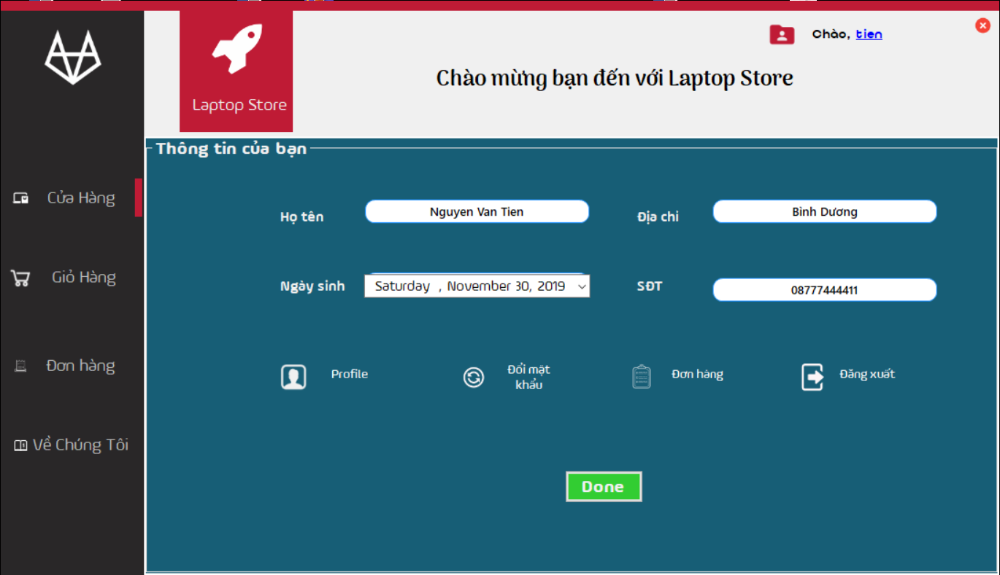 Chào, tien
Chào mừng bạn đến với Laptop Store
Laptop Store
Thông tin của bạn
Cửa Hàng
Giỏ Hàng
Đơn hàng
Về Chúng Tôi
Họ tên
Nguyen Van Tien
Địa chỉ
Bình Dương
Ngày sinh
Saturday , November 30, 2019
SĐT
08777444411
Profile
Đổi mật
khẩu
Đơn hàng
Đăng xuất
Done